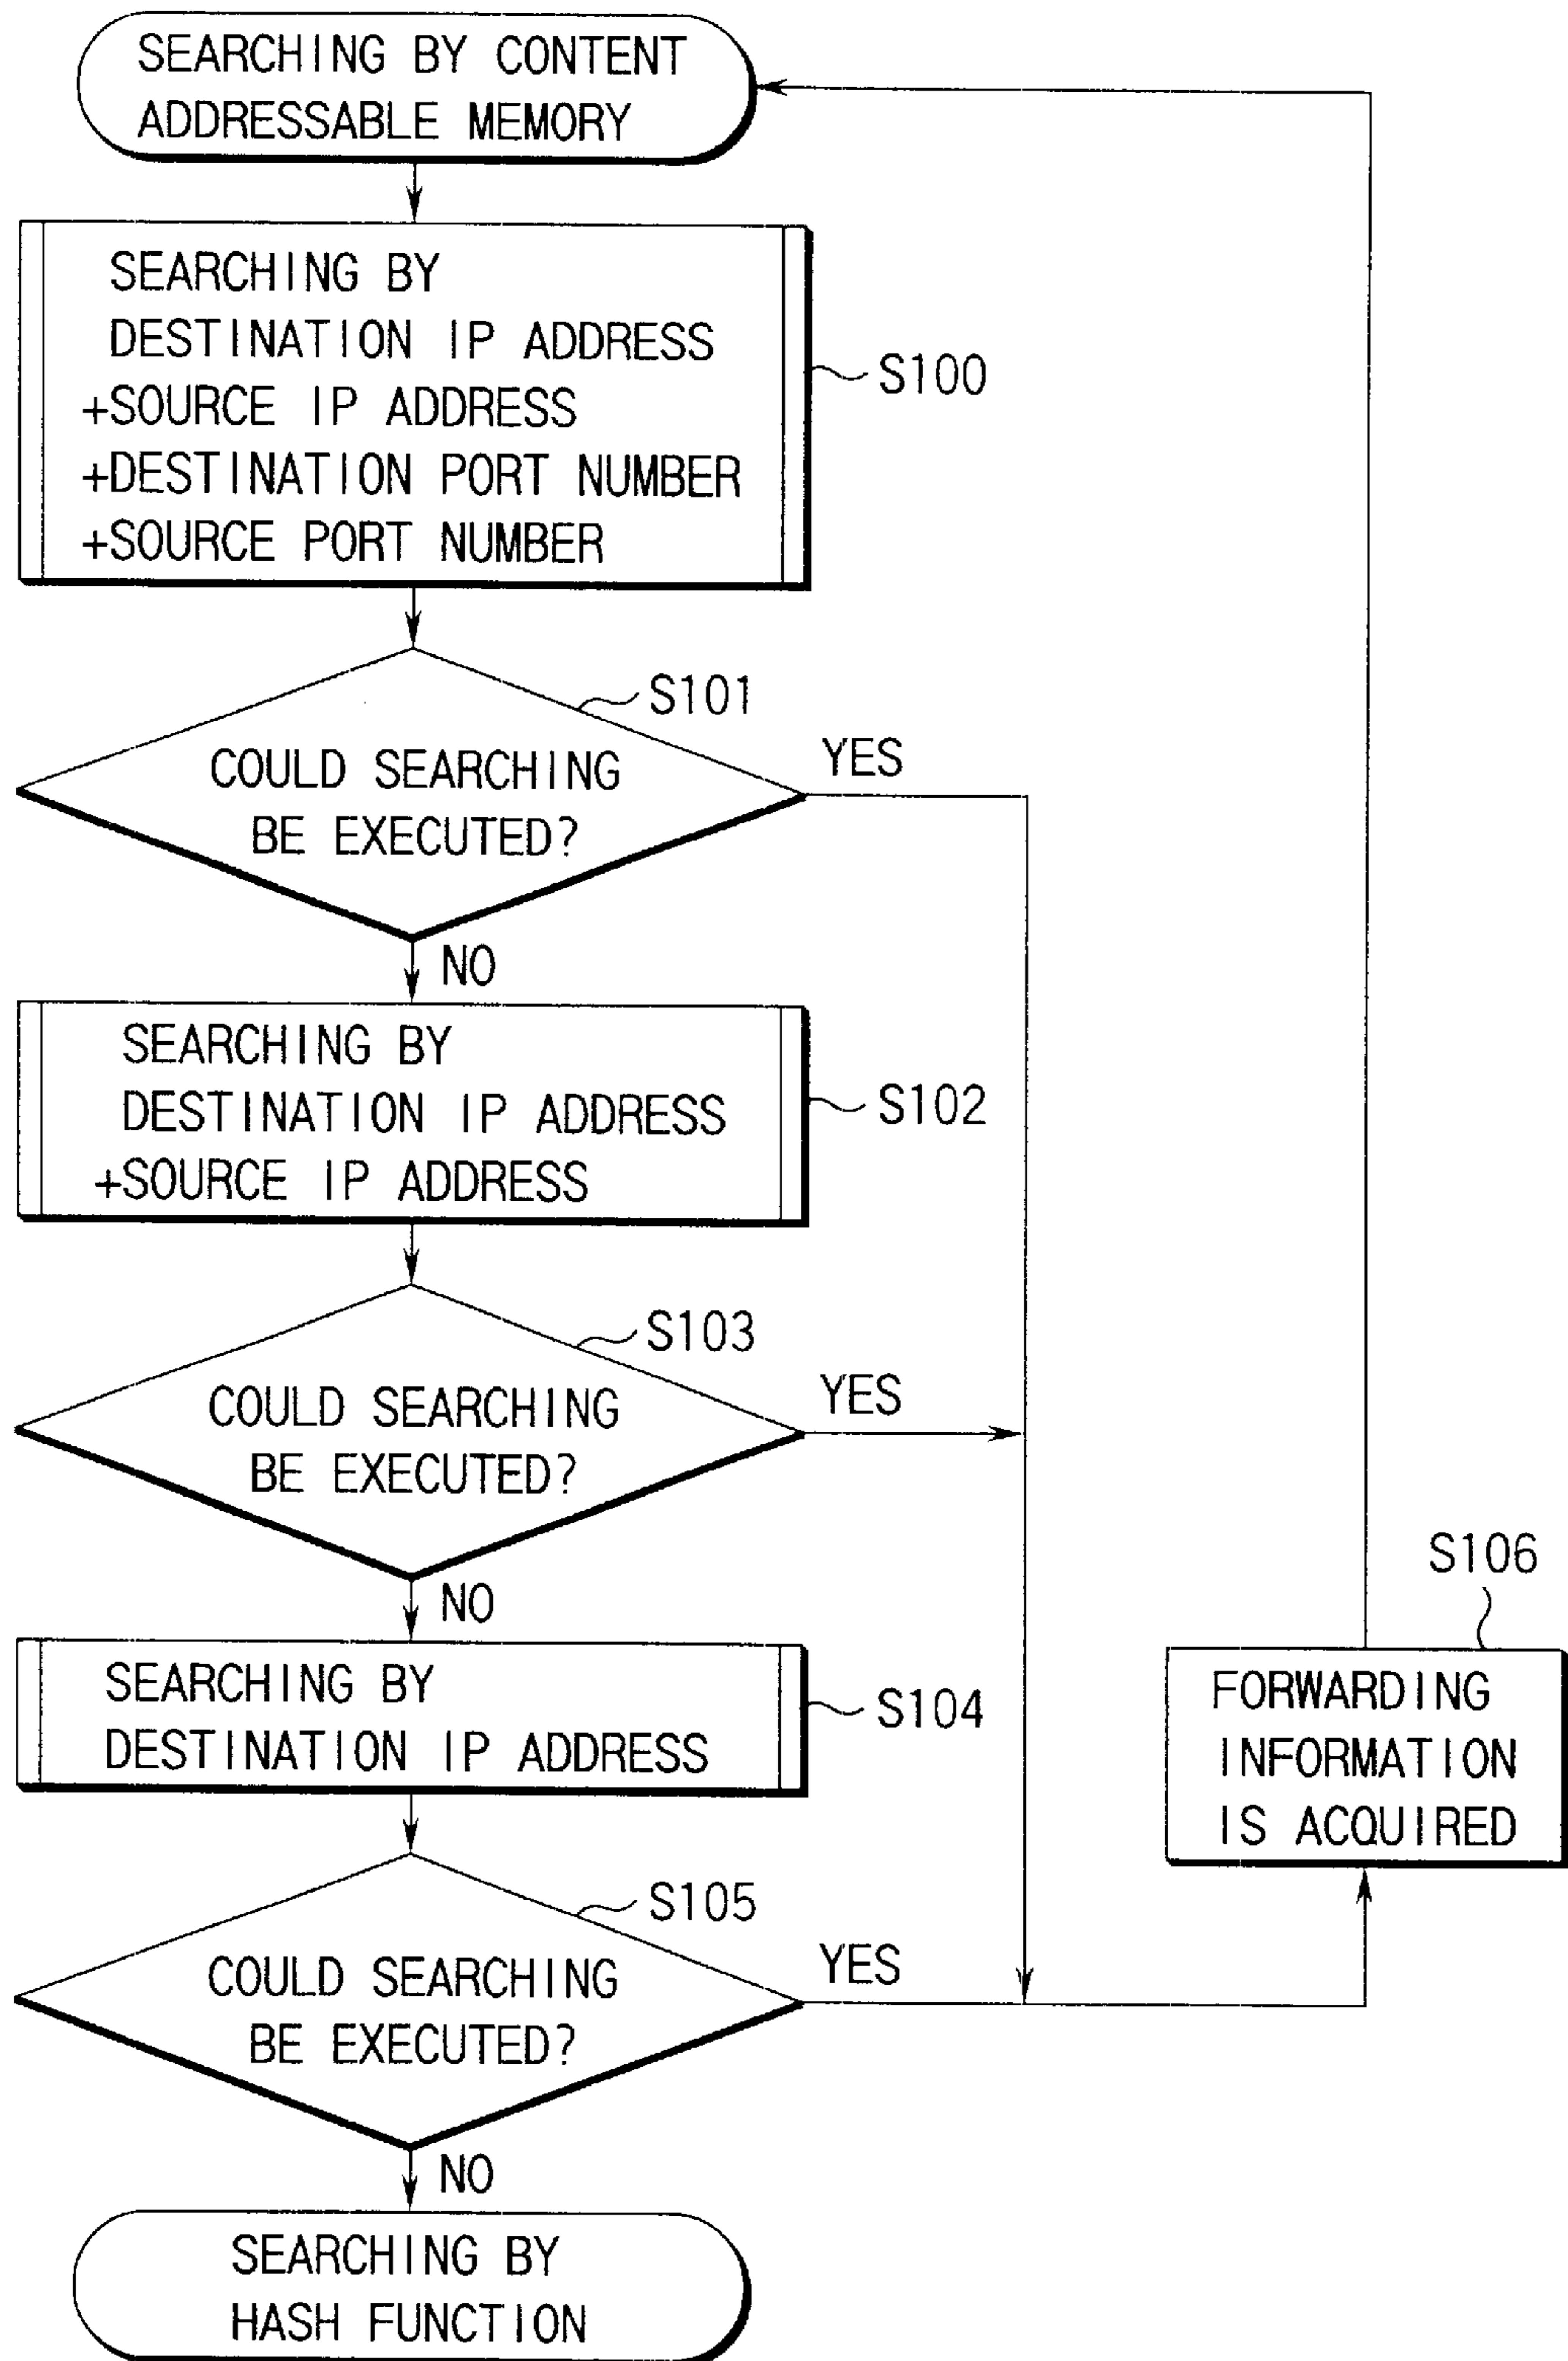 SEARCHING BY CONTENT
ADDRESSABLE MEMORY
SEARCHING BY
DESTINATION IP ADDRESS
+SOURCE IP ADDRESS
+DESTINATION PORT NUMBER
+SOURCE PORT NUMBER
S100
S101
COULD SEARCHING
BE EXECUTED?
YES
NO
SEARCHING BY
DESTINATION IP ADDRESS
+SOURCE IP ADDRESS
S102
S103
COULD SEARCHING
BE EXECUTED?
YES
NO
SEARCHING BY
DESTINATION IP ADDRESS
S104
S106
FORWARDING
INFORMATION
IS ACQUIRED
S105
COULD SEARCHING
BE EXECUTED?
YES
NO
SEARCHING BY
HASH FUNCTION